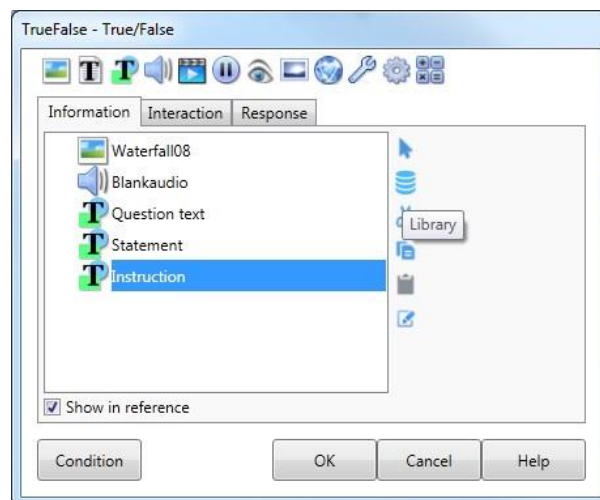 TrueFalse - True/False
Information Interaction Response
Waterfall08
Blankaudio
Question text
Library
Statement
Instruction
Show in reference
Condition OK Cancel Help